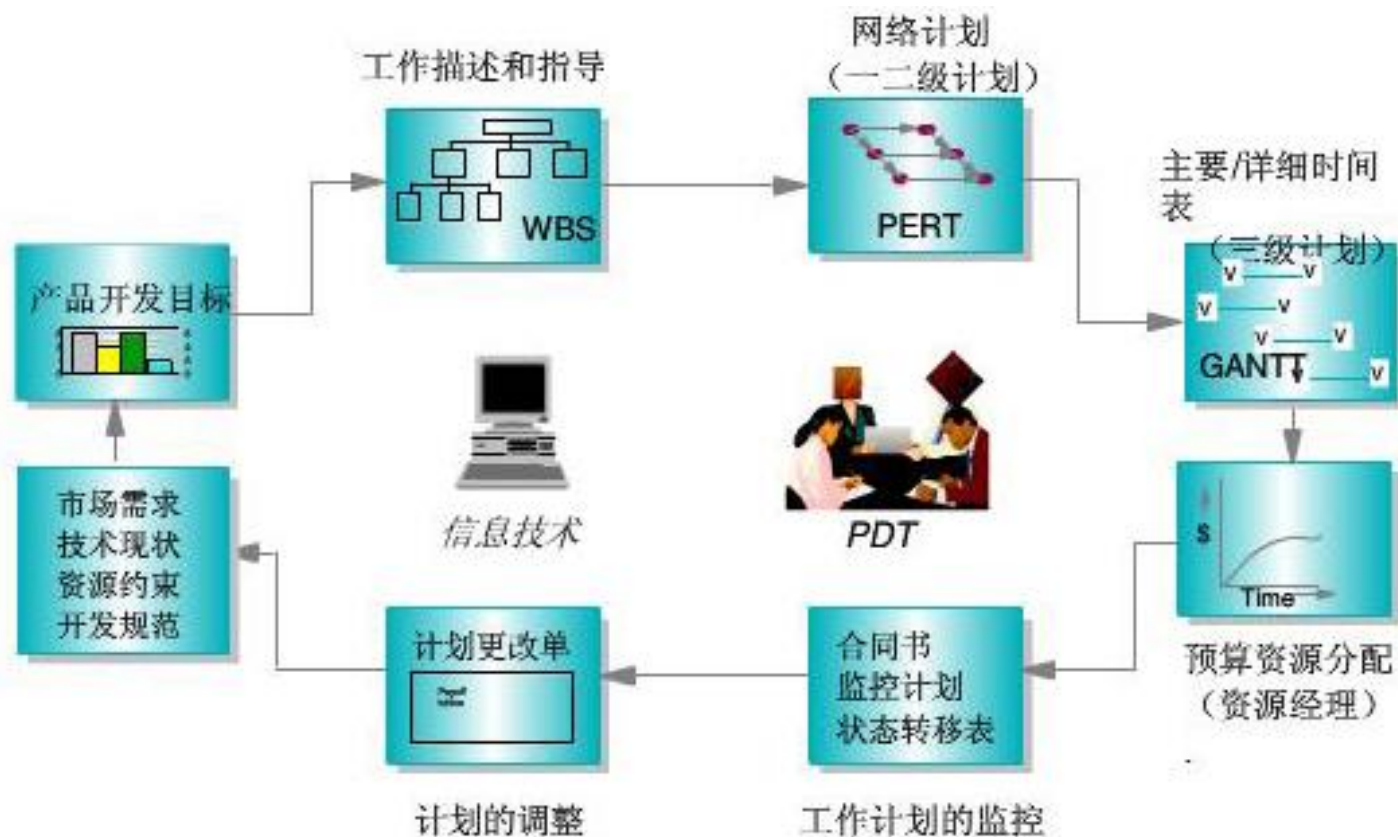 网络计划
（一二级计划）
工作描述和指导
WBS
PERT
主要/详细时间
表
（三级计划）
V V
V V
V V
V
GANTT
产品开发目标
信息技术
PDT
市场需求
技术现状
资源约束
开发规范
$
Time
预算资源分配
（资源经理）
.
计划更改单
合同书
监控计划
状态转移表
计划的调整
工作计划的监控